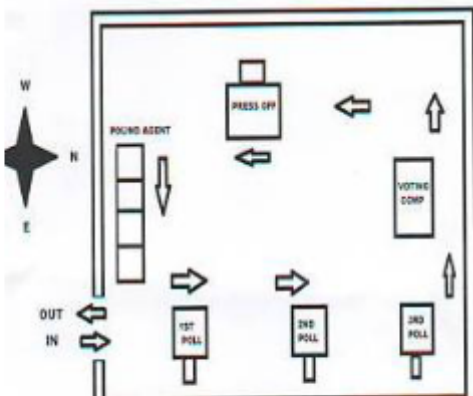 W
N
E
POLING AGENT
PRESS OFF
VOTING
COMP
OUT
IN
1ST
POLL
2ND
POLL
3RD
POLL